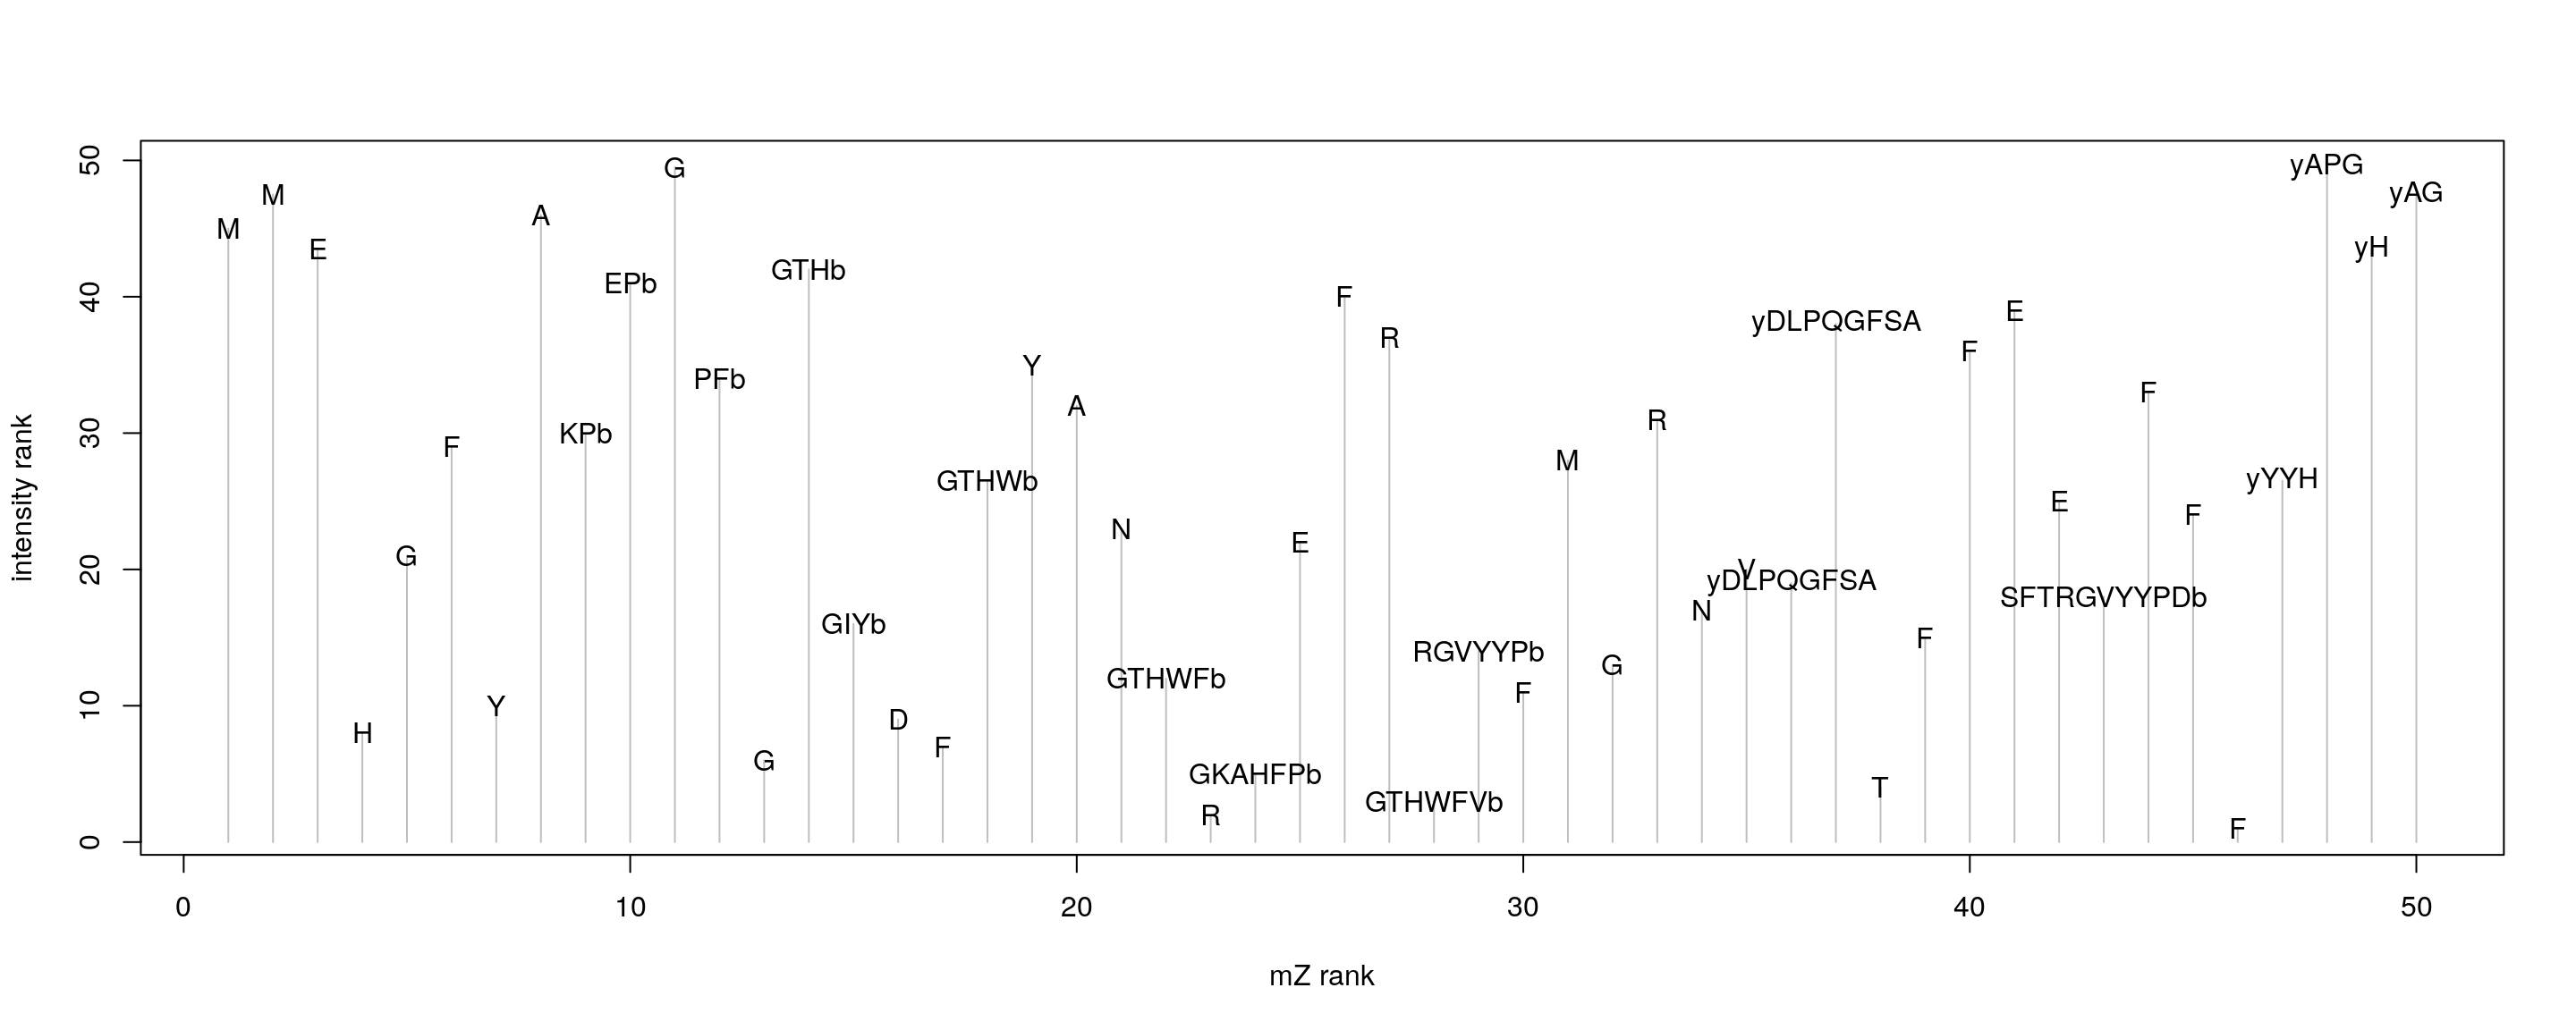 50
40
30
20
10
0
intensity rank
M
M
E
H
G
F
Y
A
KPb
EPb
G
PFb
G
GTHb
GIYb
D
F
GTHWb
Y
A
N
GTHWFb
R
GKAHFPb
E
F
R
GTHWFVb
RGVYYPb
F
M
G
R
N
V
yDLPQGFSA
yDLPQGFSA
T
F
F
E
E
SFTRGVYYPDb
F
F
F
yYYH
yAPG
yH
yAG
0 10 20 30 40 50
mZ rank